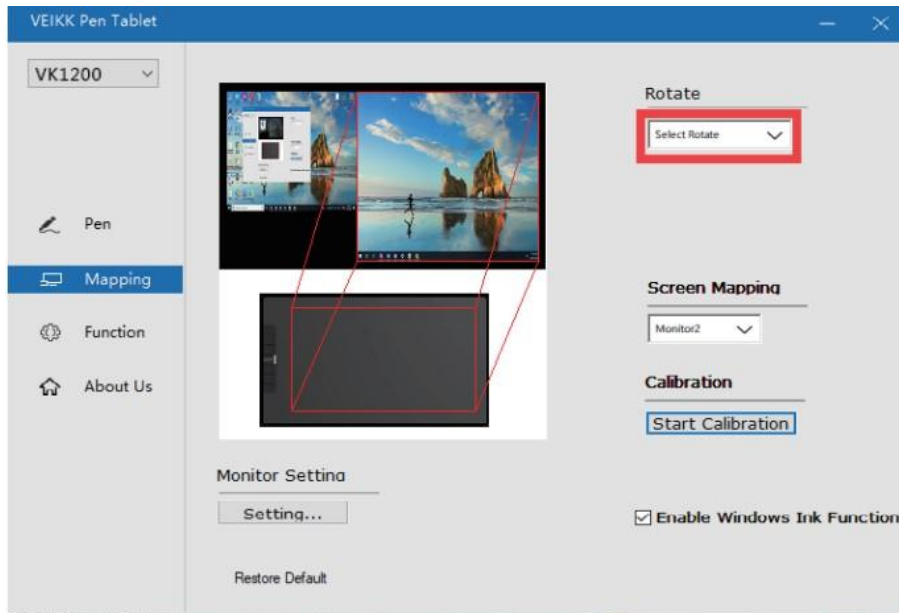 VEIKK Pen Tablet
VK1200
Pen
Mapping
Function
About Us
Rotate
Select Rotate
Screen Mapping
Monitor2
Calibration
Start Calibration
Monitor Setting
Setting...
Enable Windows Ink Function
Restore Default